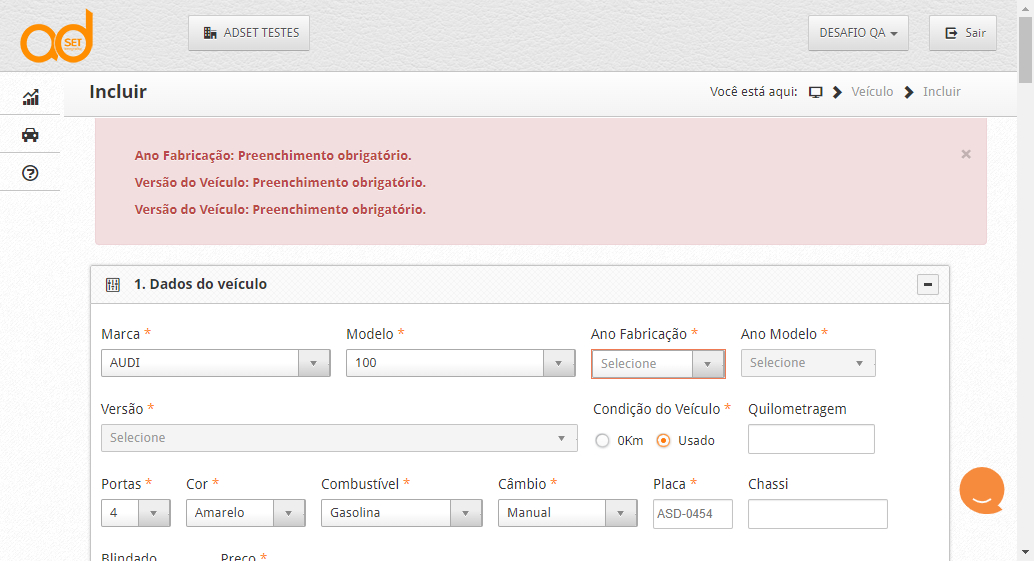 ad SET
ADSET TESTES
DESAFIO QA
Sair
Incluir
Você está aqui: Veículo Incluir
Ano Fabricação: Preenchimento obrigatório.
×
Versão do Veículo: Preenchimento obrigatório.
Versão do Veículo: Preenchimento obrigatório.
1. Dados do veículo
Marca * Modelo * Ano Fabricação * Ano Modelo *
AUDI 100 Selecione Selecione
Versão * Condição do Veículo * Quilometragem
Selecione 0Km Usado
Portas * Cor * Combustível * Câmbio * Placa * Chassi
4 Amarelo Gasolina Manual ASD-0454
Blindado Preço *